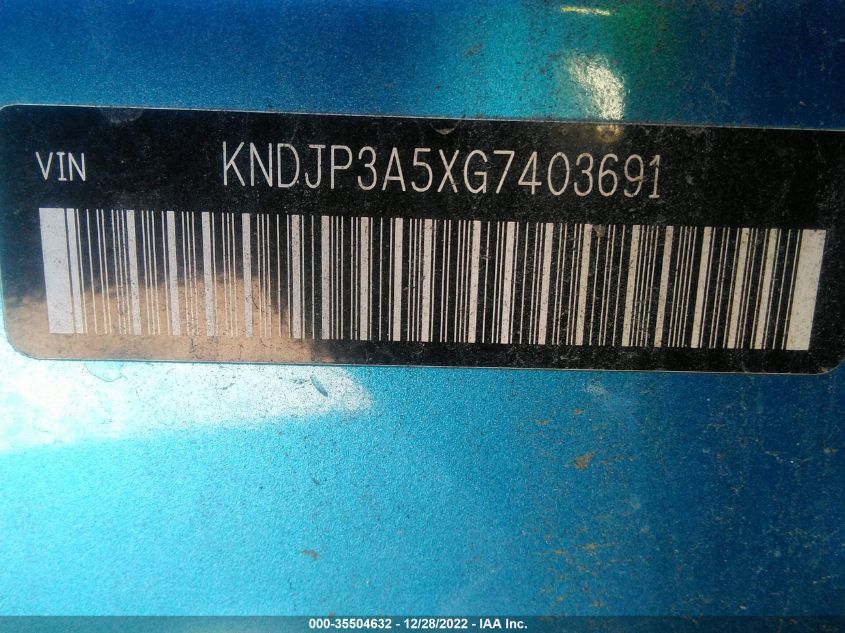 VIN KNDJP3A5XG7403691
000-35504632 - 12/28/2022 - IAA Inc.